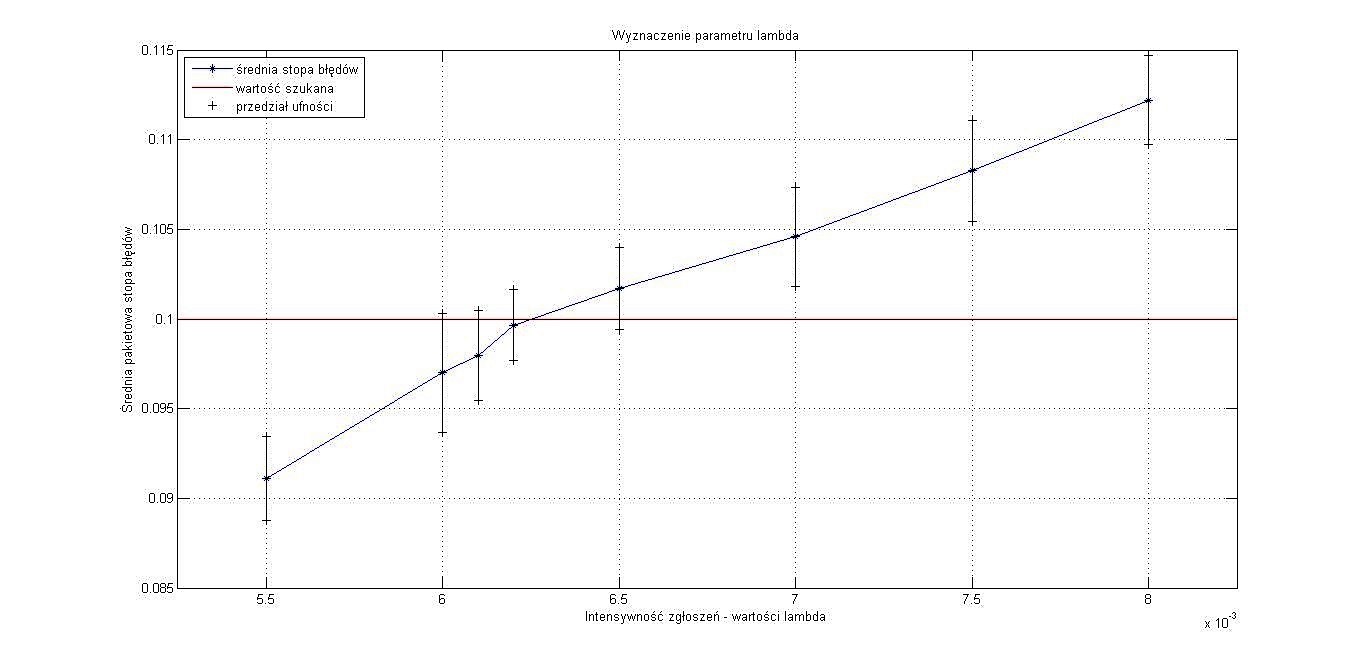 Wyznaczenie parametru lambda
średnia stopa błędów
wartość szukana
przedział ufności
Średnia pakietowa stopa błędów
0.115
0.11
0.105
0.1
0.095
0.09
0.085
5.5 6 6.5 7 7.5 8
Intensywność zgłoszeń - wartości lambda
x 10-3